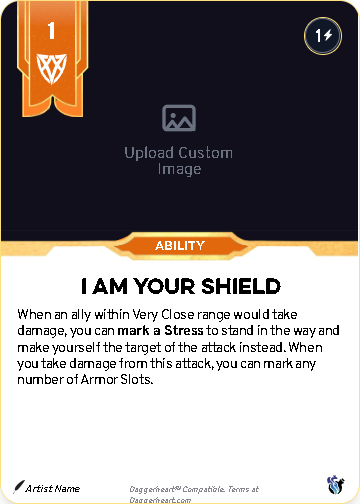 1
1
Upload Custom
Image
ABILITY
I AM YOUR SHIELD
When an ally within Very Close range would take
damage, you can mark a Stress to stand in the way and
make yourself the target of the attack instead. When
you take damage from this attack, you can mark any
number of Armor Slots.
Artist Name
Daggerheart™ Compatible. Terms at
Daggerheart.com